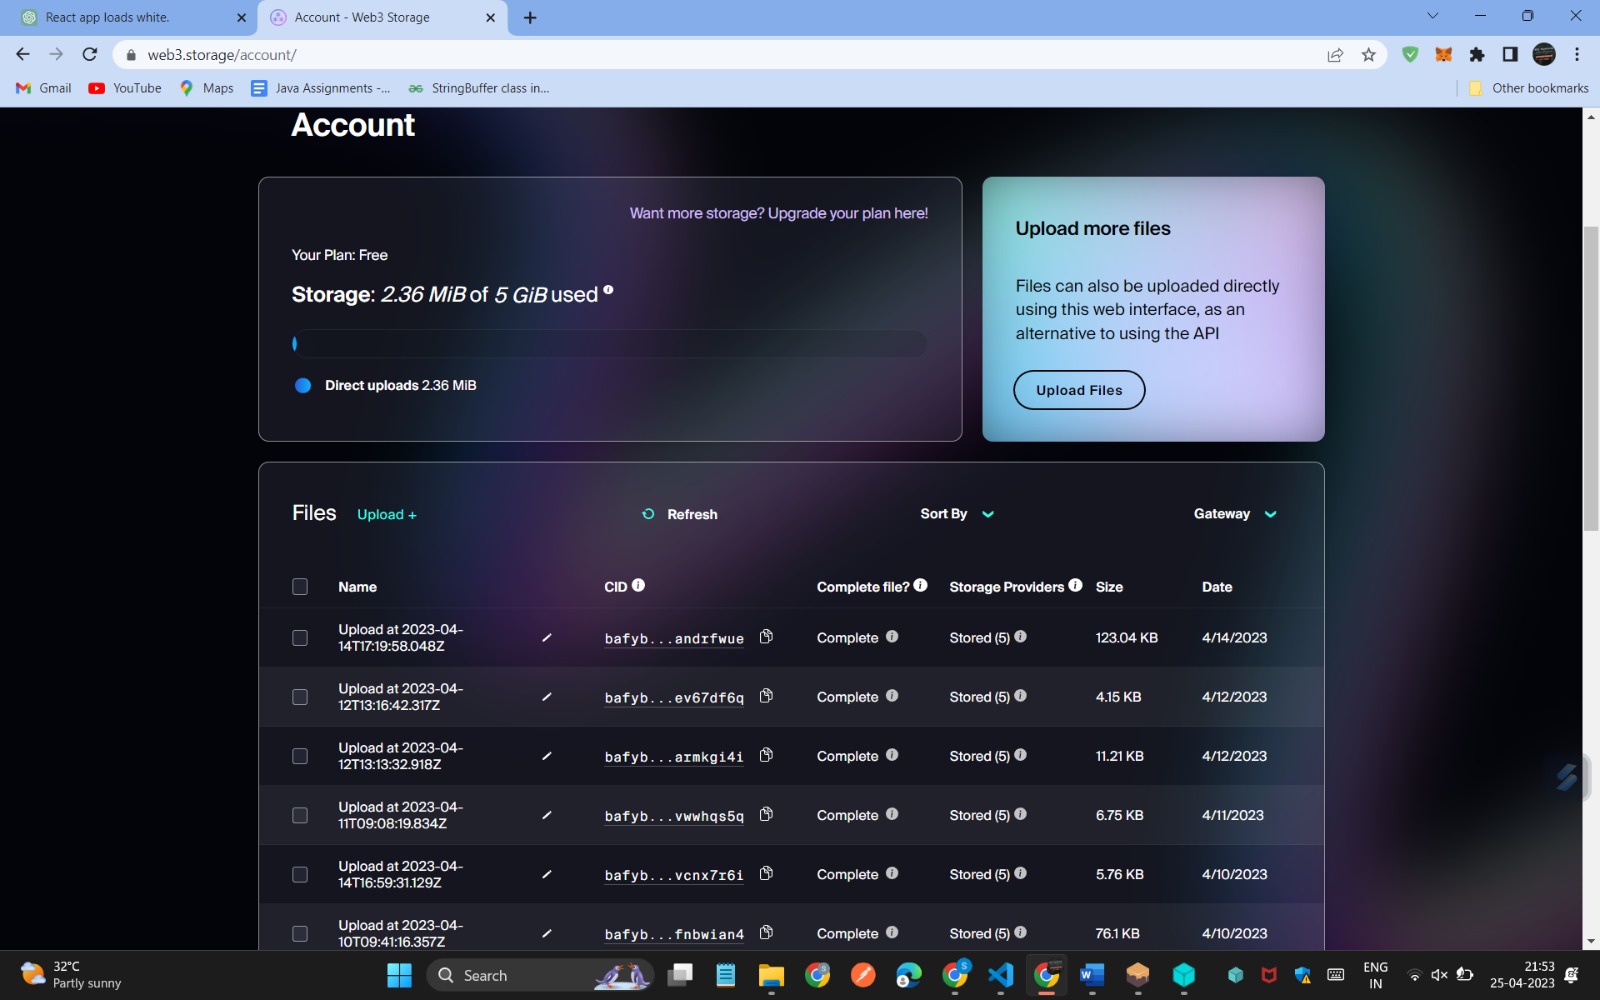 React app loads white.
Account - Web3 Storage
web3.storage/account/
Gmail
YouTube
Maps
Java Assignments -...
StringBuffer class in...
Other bookmarks
Account
Want more storage? Upgrade your plan here!
Your Plan: Free
Storage: 2.36 MiB of 5 GiB used
Direct uploads 2.36 MiB
Upload more files
Files can also be uploaded directly
using this web interface, as an
alternative to using the API
Upload Files
Files Upload + Refresh Sort By Gateway
Name CID Complete file? Storage Providers Size Date
Upload at 2023-04-
14T17:19:58.048Z
bafyb...andrfwue Complete Stored (5) 123.04 KB 4/14/2023
Upload at 2023-04-
12T13:16:42.317Z
bafyb...ev67df6q Complete Stored (5) 4.15 KB 4/12/2023
Upload at 2023-04-
12T13:13:32.918Z
bafyb...armkgi4i Complete Stored (5) 11.21 KB 4/12/2023
Upload at 2023-04-
11T09:08:19.834Z
bafyb...vwwhqs5q Complete Stored (5) 6.75 KB 4/11/2023
Upload at 2023-04-
14T16:59:31.129Z
bafyb...vcnx7r6i Complete Stored (5) 5.76 KB 4/10/2023
Upload at 2023-04-
10T09:41:16.357Z
bafyb...fnbwian4 Complete Stored (5) 76.1 KB 4/10/2023
32°C
Partly sunny
Search
ENG
IN
21:53
25-04-2023